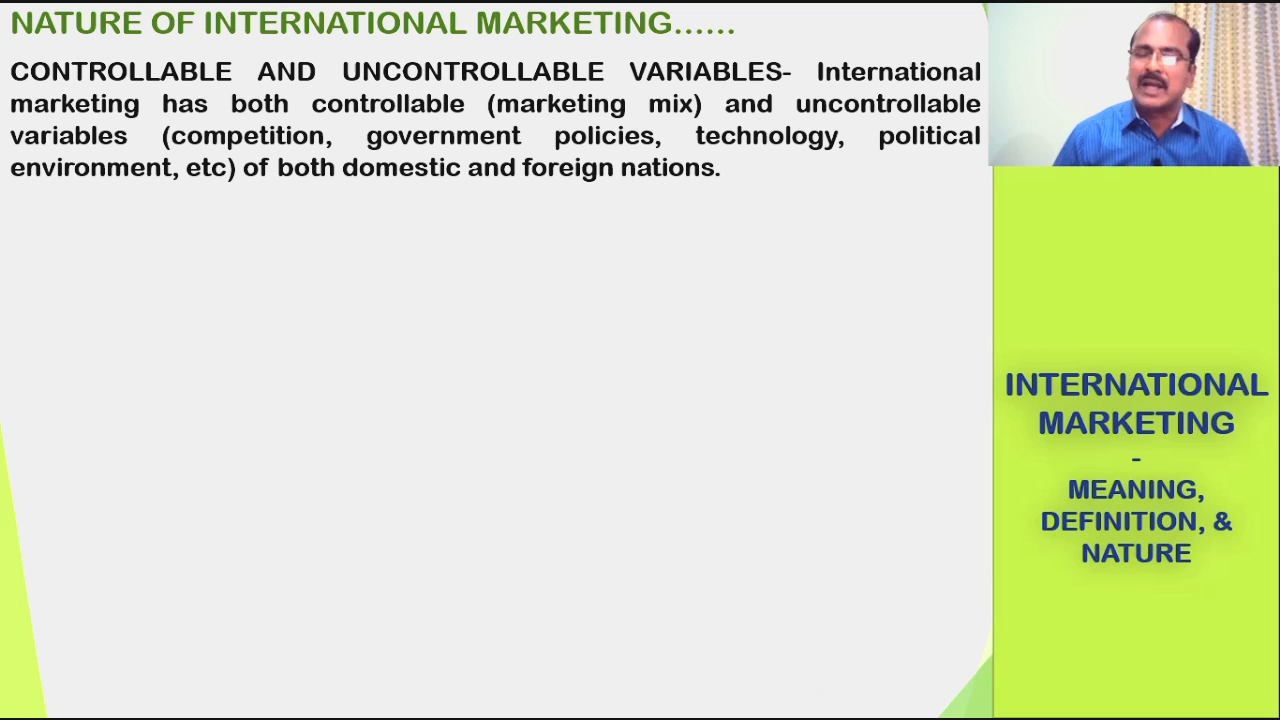 NATURE OF INTERNATIONAL MARKETING......
CONTROLLABLE AND UNCONTROLLABLE VARIABLES- International
marketing has both controllable (marketing mix) and uncontrollable
variables (competition, government policies, technology, political
environment, etc) of both domestic and foreign nations.
INTERNATIONAL
MARKETING
-
MEANING,
DEFINITION, &
NATURE